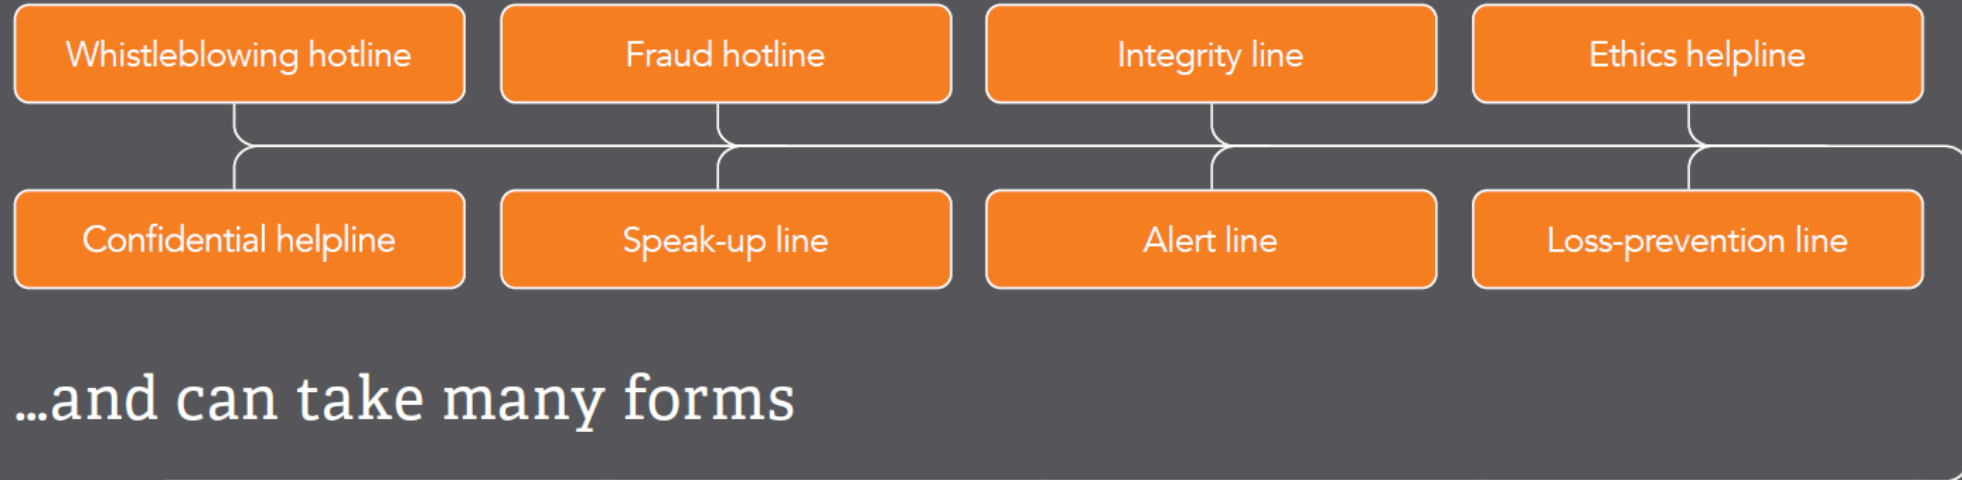 Whistleblowing hotline
Fraud hotline
Integrity line
Ethics helpline
Confidential helpline
Speak-up line
Alert line
Loss-prevention line
...and can take many forms